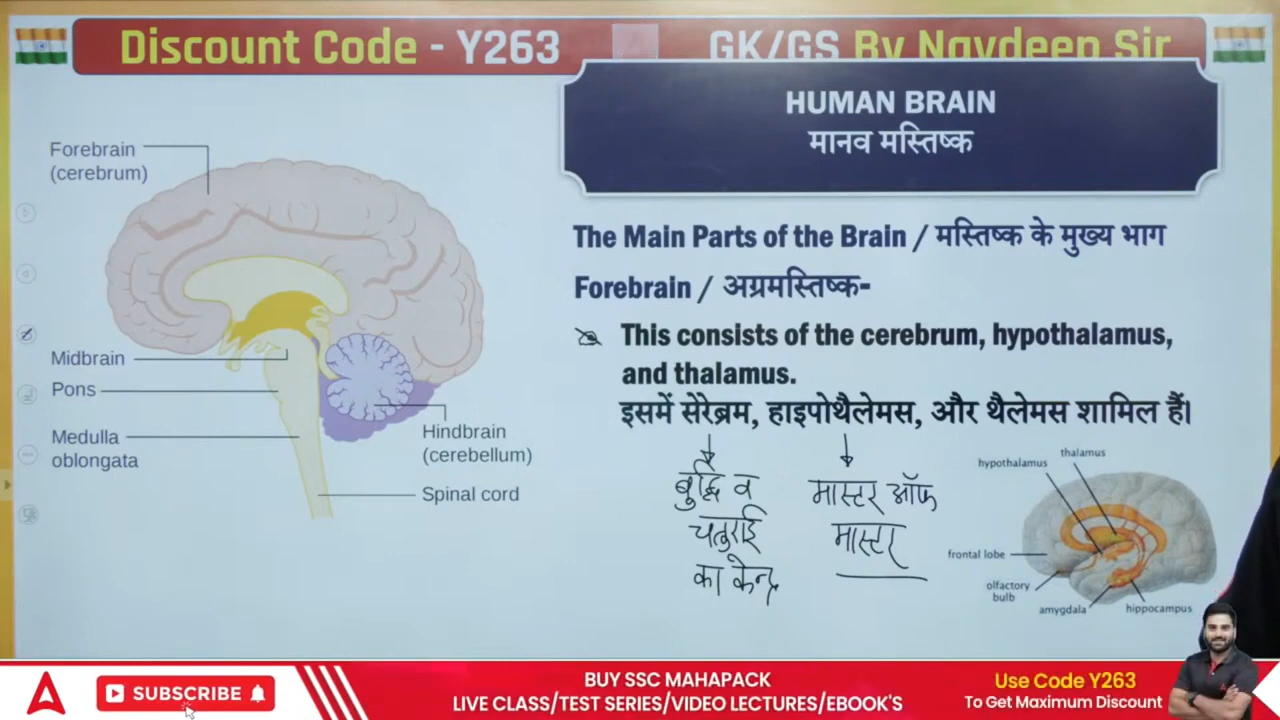 Discount Code - Y263
GK/GS By Navdeep Sir
HUMAN BRAIN
मानव मस्तिष्क
Forebrain
(cerebrum)
Midbrain
Pons
Medulla
oblongata
Hindbrain
(cerebellum)
Spinal cord
The Main Parts of the Brain / मस्तिष्क के मुख्य भाग
Forebrain / अग्रमस्तिष्क-
This consists of the cerebrum, hypothalamus,
and thalamus.
इसमें सेरेब्रम, हाइपोथैलेमस, और थैलेमस शामिल हैं।
बुद्धि व
चतुराई
का केन्द्र
मास्टर ऑफ
मास्टर
thalamus
hypothalamus
frontal lobe
olfactory
bulb
amygdala
hippocampus
SUBSCRIBE
BUY SSC MAHAPACK
LIVE CLASS/TEST SERIES/VIDEO LECTURES/EBOOK'S
Use Code Y263
To Get Maximum Discount